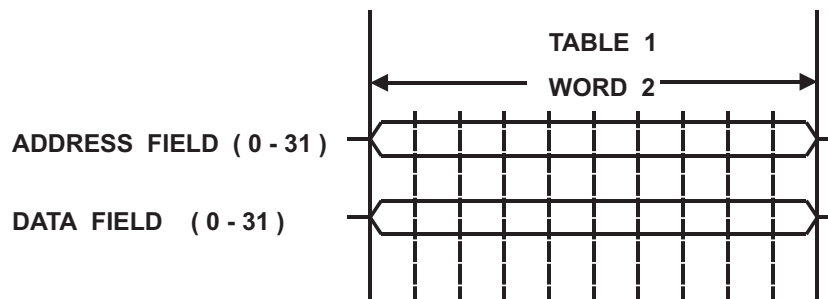 TABLE 1
WORD 2
ADDRESS FIELD ( 0 - 31 )
DATA FIELD ( 0 - 31 )